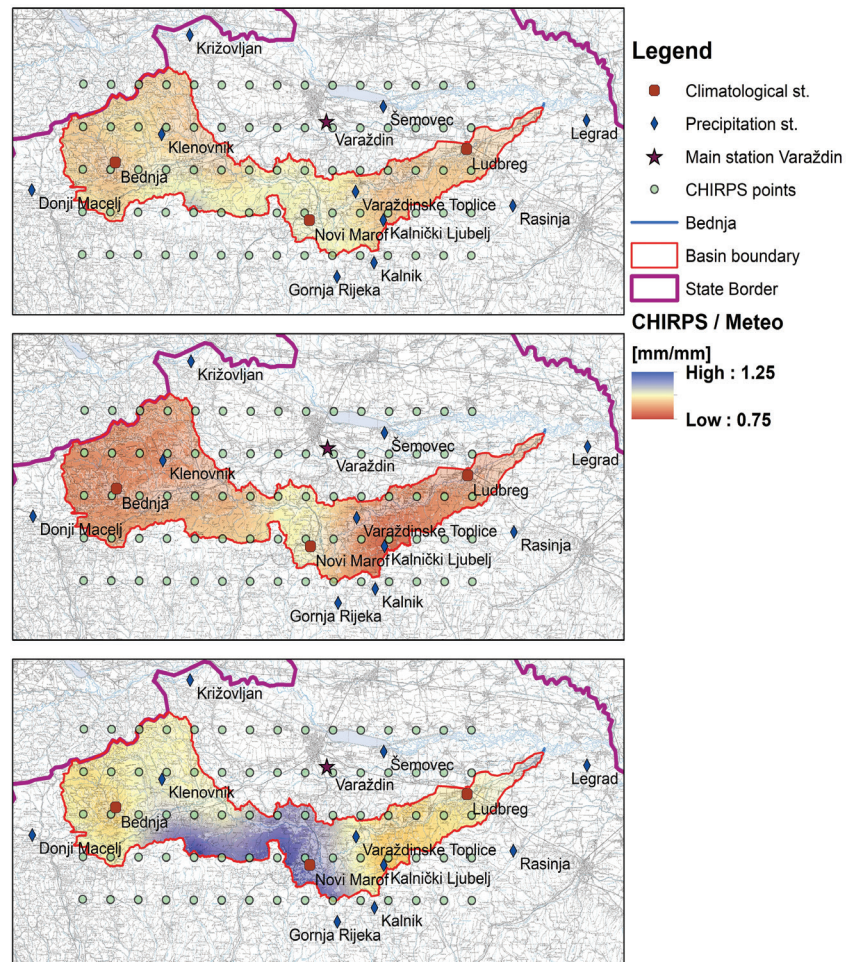 Križovljan
Šemovec
Varaždin
Legrad
Klenovnik
Ludbreg
Bednja
Donji Macelj
Varaždinske Toplice
Rasinja
Novi Marof
Kalnički Ljubelj
Kalnik
Gornja Rijeka
Legend
Climatological st.
Precipitation st.
Main station Varaždin
CHIRPS points
Bednja
Basin boundary
State Border
CHIRPS / Meteo
[mm/mm]
High : 1.25
Low : 0.75
Križovljan
Šemovec
Varaždin
Legrad
Klenovnik
Ludbreg
Bednja
Donji Macelj
Varaždinske Toplice
Rasinja
Novi Marof
Kalnički Ljubelj
Kalnik
Gornja Rijeka
Križovljan
Šemovec
Varaždin
Legrad
Klenovnik
Ludbreg
Bednja
Donji Macelj
Varaždinske Toplice
Rasinja
Novi Marof
Kalnički Ljubelj
Kalnik
Gornja Rijeka